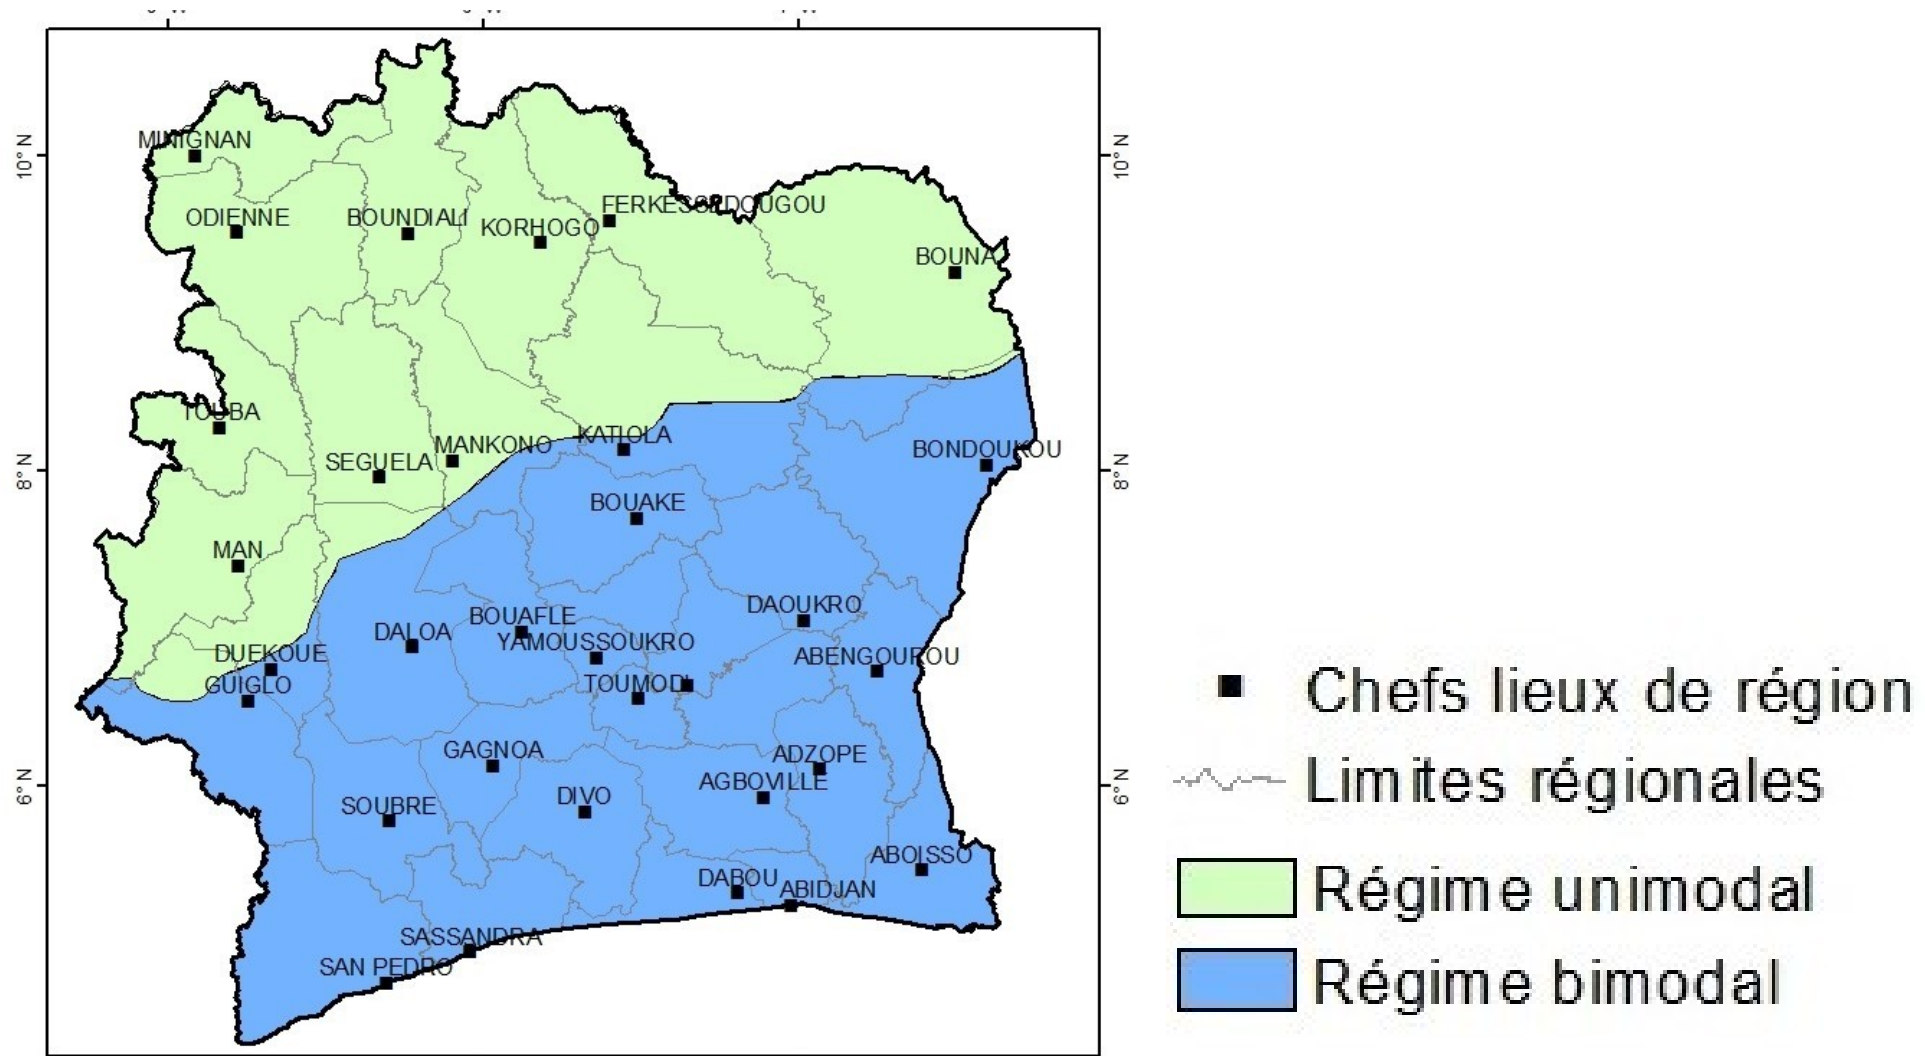 10°N
10°N
MINIGNAN
ODIENNE
BOUNDIALI
KORHOGO
FERKESSEDOUGOU
BOUNA
TOUBA
SEGUELA
MANKONO
KATIOLA
BONDOUKOU
8°N
8°N
BOUAKE
MAN
DAOUKRO
BOUAFLE
DALOA
YAMOUSSOUKRO
DUEKOUE
ABENGOUROU
GUIGLO
TOUMODI
GAGNOA
ADZOPE
AGBOVILLE
6°N
6°N
SOUBRE
DIVO
ABOISSO
DABOU
ABIDJAN
SASSANDRA
SAN PEDRO
Chefs lieux de région
Limites régionales
Régime unimodal
Régime bimodal